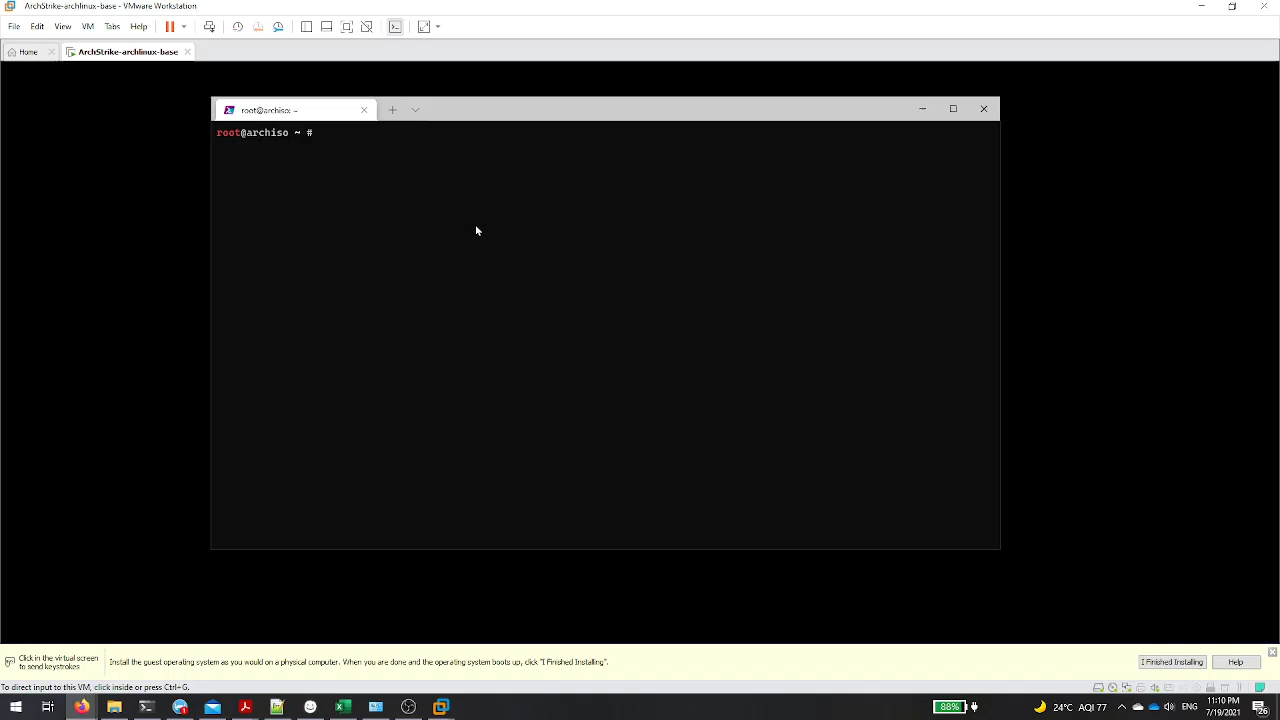 ArchStrike-archlinux-base - VMware Workstation
File Edit View VM Tabs Help
Home ArchStrike-archlinux-base
root@archiso: ~
root@archiso ~ #
Click in the virtual screen
to send keystrokes
Install the guest operating system as you would on a physical computer. When you are done and the operating system boots up, click "I Finished Installing".
I Finished Installing
Help
To direct input to this VM, click inside or press Ctrl+G.
88%
24°C AQI 77
ENG
11:10 PM
7/19/2021
26